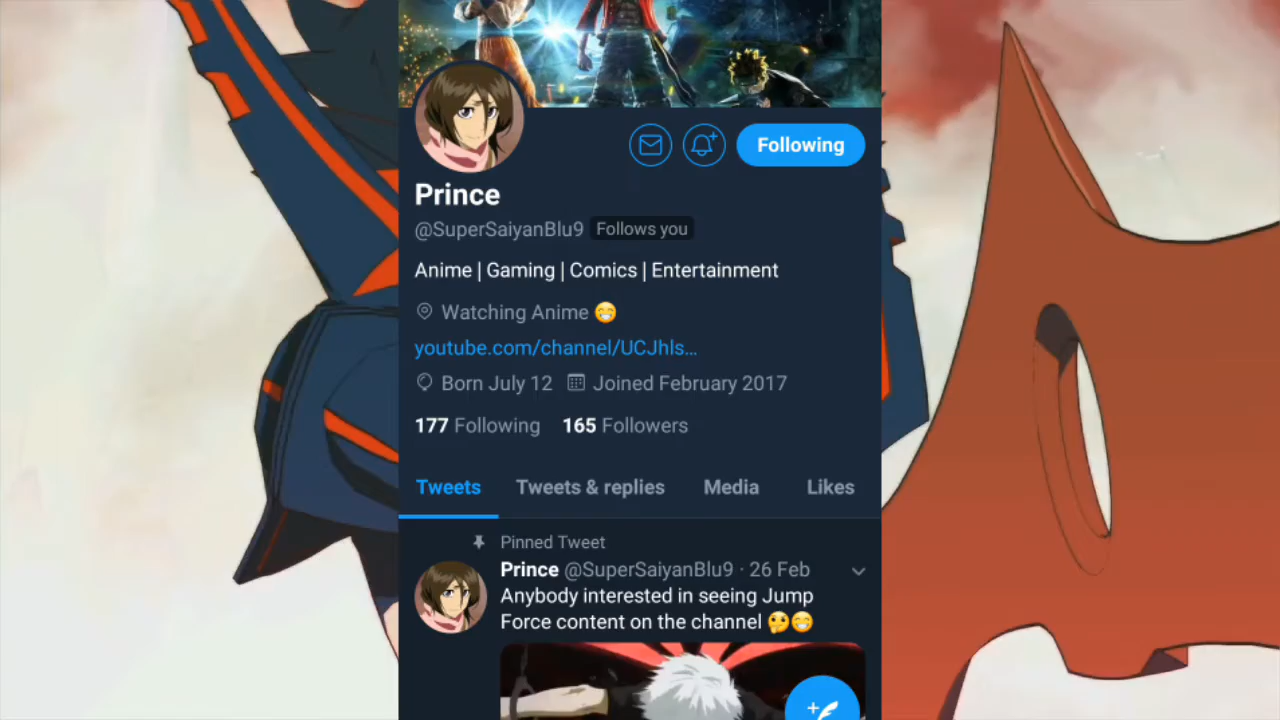 Following
Prince
@SuperSaiyanBlu9 Follows you
Anime | Gaming | Comics | Entertainment
Watching Anime 😁
youtube.com/channel/UCJhls...
Born July 12 Joined February 2017
177 Following 165 Followers
Tweets Tweets & replies Media Likes
Pinned Tweet
Prince @SuperSaiyanBlu9 · 26 Feb
Anybody interested in seeing Jump
Force content on the channel 🤔😁